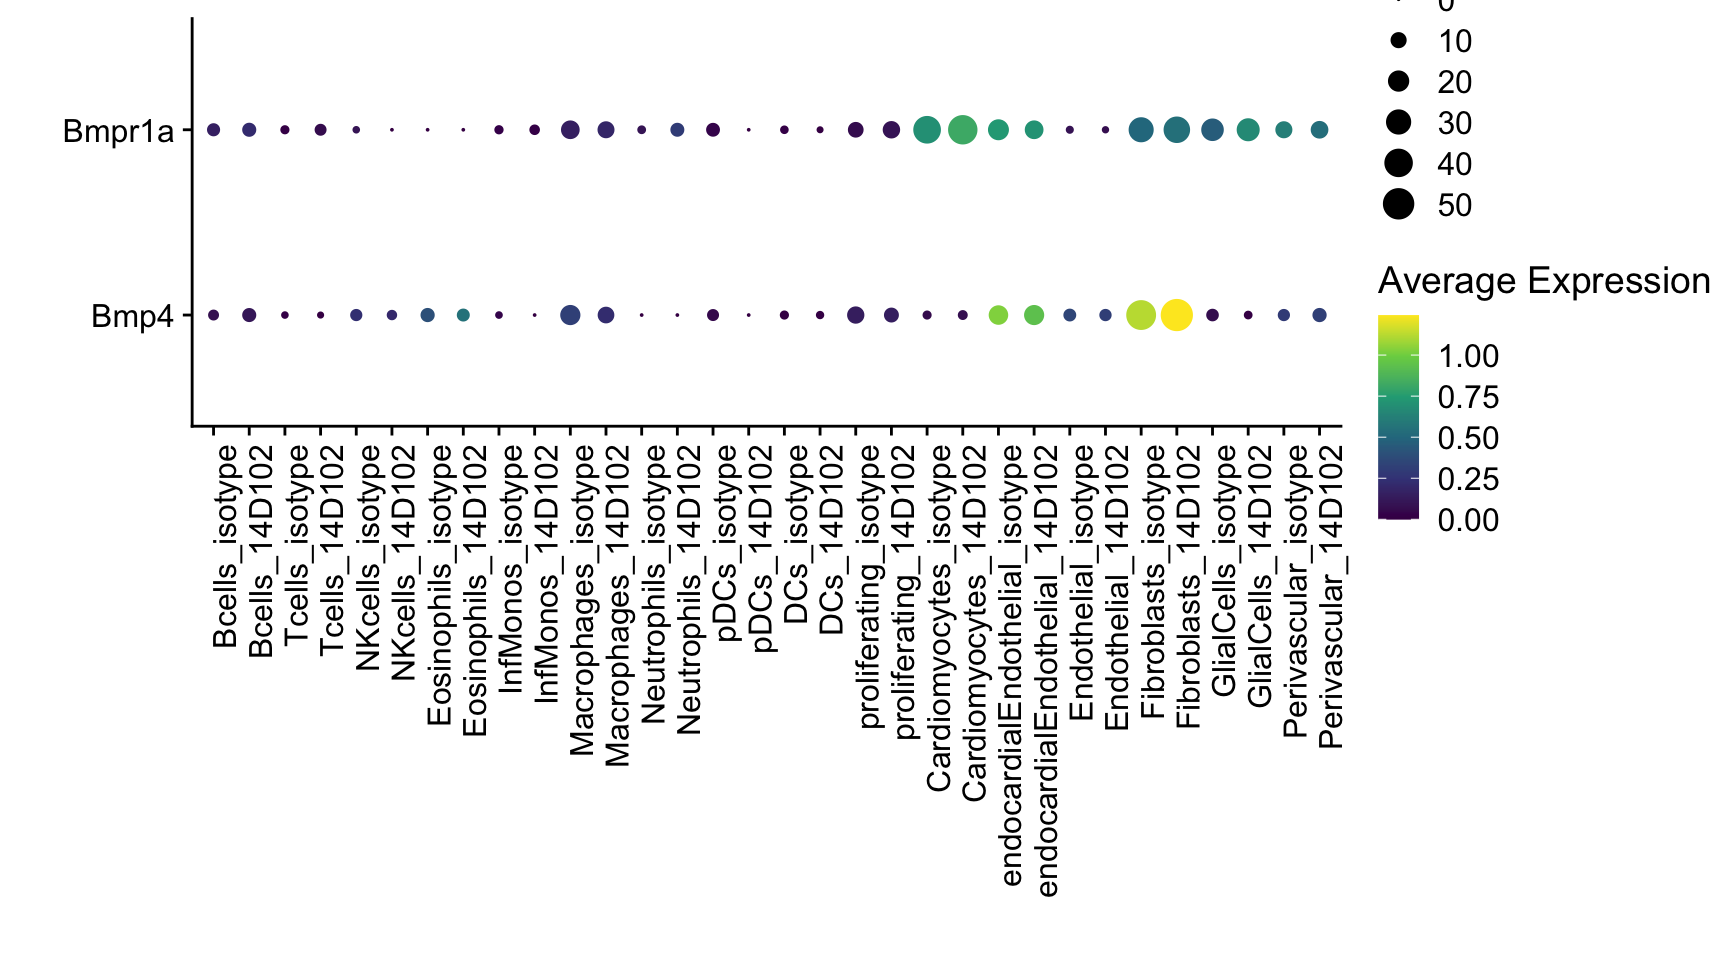 0
10
20
30
40
50
Bmpr1a
Bmp4
Average Expression
1.00
0.75
0.50
0.25
0.00
Bcells_isotype
Bcells_14D102
Tcells_isotype
Tcells_14D102
NKcells_isotype
NKcells_14D102
Eosinophils_isotype
Eosinophils_14D102
InfMonos_isotype
InfMonos_14D102
Macrophages_isotype
Macrophages_14D102
Neutrophils_isotype
Neutrophils_14D102
pDCs_isotype
pDCs_14D102
DCs_isotype
DCs_14D102
proliferating_isotype
proliferating_14D102
Cardiomyocytes_isotype
Cardiomyocytes_14D102
endocardialEndothelial_isotype
endocardialEndothelial_14D102
Endothelial_isotype
Endothelial_14D102
Fibroblasts_isotype
Fibroblasts_14D102
GlialCells_isotype
GlialCells_14D102
Perivascular_isotype
Perivascular_14D102